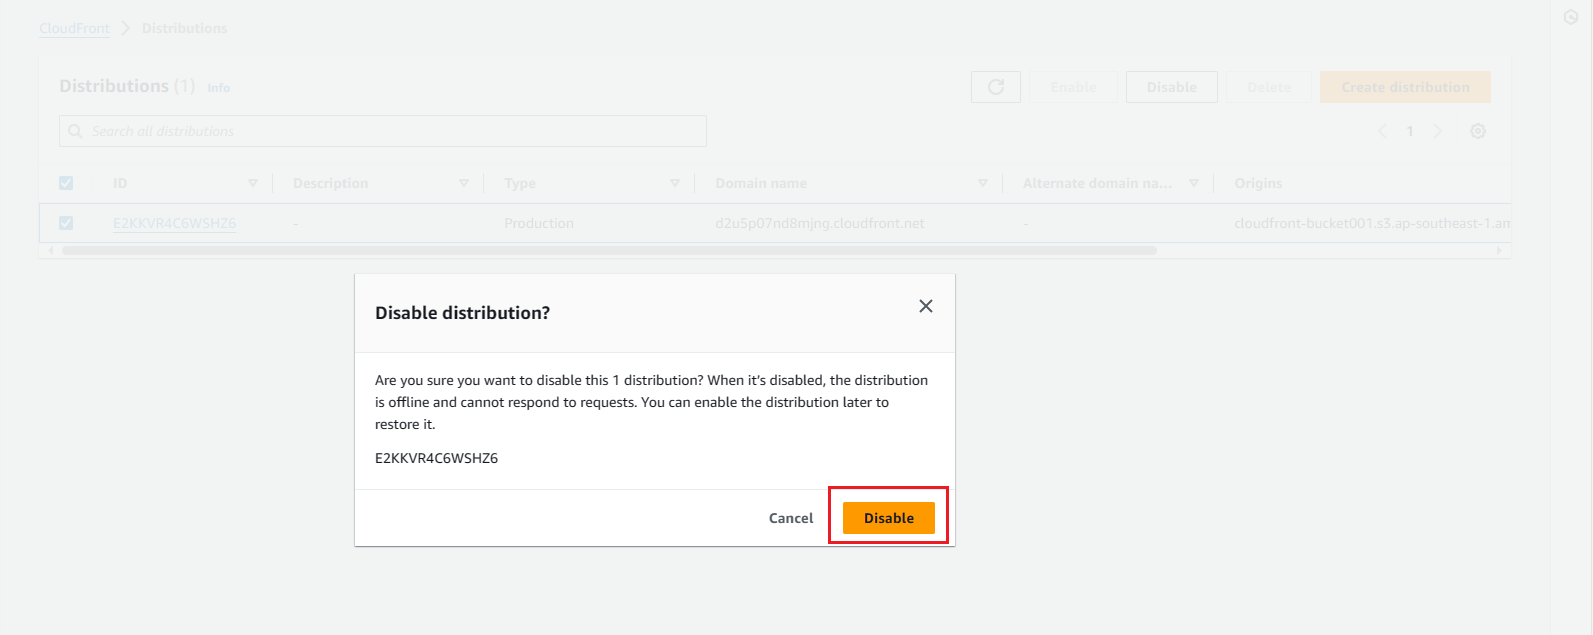 CloudFront > Distributions
Distributions (1) Info
Enable Disable Delete Create distribution
Search all distributions
1
ID Description Type Domain name Alternate domain na... Origins
E2KKVR4C6WSHZ6 - Production d2u5p07nd8mjng.cloudfront.net - cloudfront-bucket001.s3.ap-southeast-1.am
Disable distribution?
Are you sure you want to disable this 1 distribution? When it's disabled, the distribution
is offline and cannot respond to requests. You can enable the distribution later to
restore it.
E2KKVR4C6WSHZ6
Cancel Disable